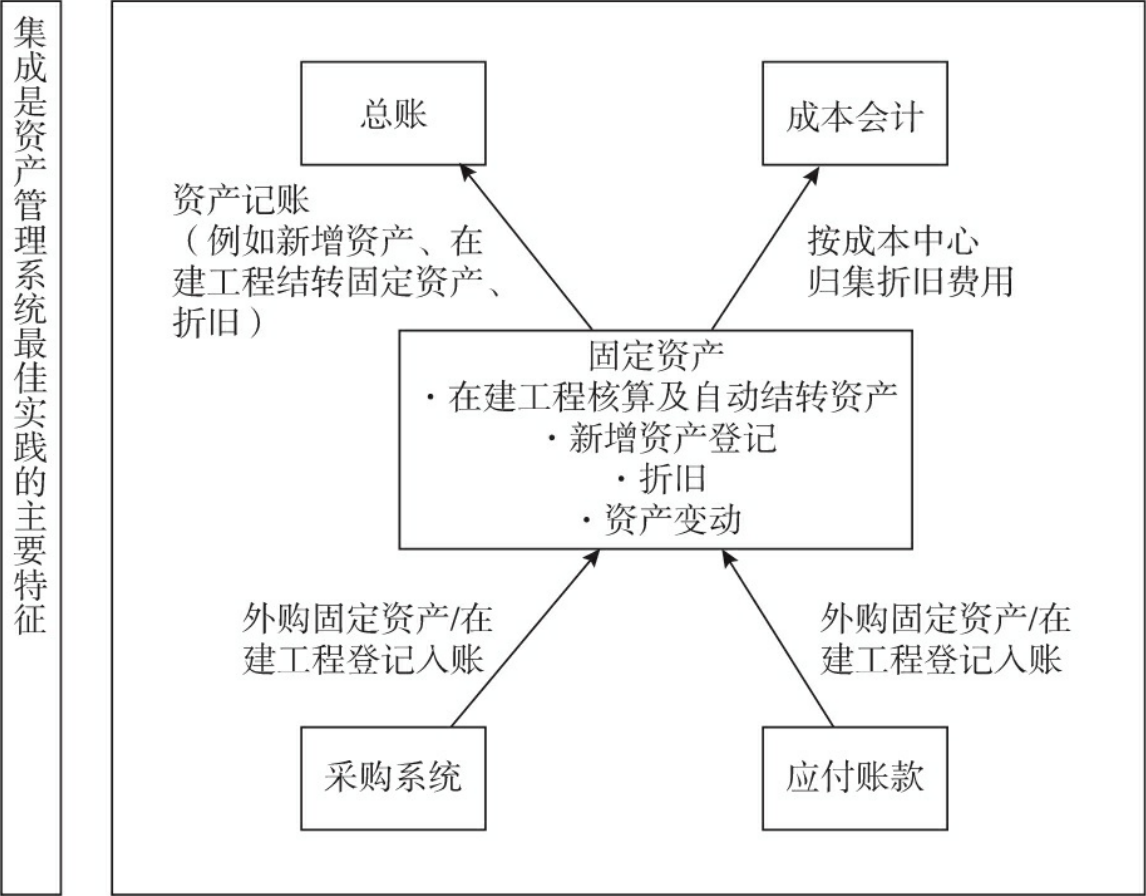 集成是资产管理系统最佳实践的主要特征
总账
成本会计
资产记账
（例如新增资产、在
建工程结转固定资产、
折旧）
按成本中心
归集折旧费用
固定资产
·在建工程核算及自动结转资产
·新增资产登记
·折旧
·资产变动
外购固定资产/在
建工程登记入账
外购固定资产/在
建工程登记入账
采购系统
应付账款